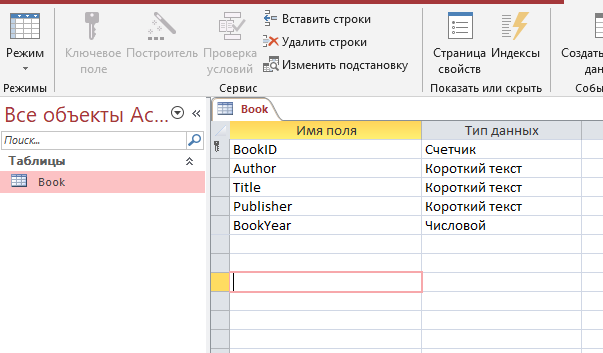 Режим
Режимы
Ключевое поле
Построитель
Проверка условий
Вставить строки
Удалить строки
Изменить подстановку
Сервис
Страница свойств
Индексы
Показать или скрыть
Создать
дан
Собы
Все объекты Ac...
Поиск...
Таблицы
Book
Book
Имя поля Тип данных
BookID Счетчик
Author Короткий текст
Title Короткий текст
Publisher Короткий текст
BookYear Числовой